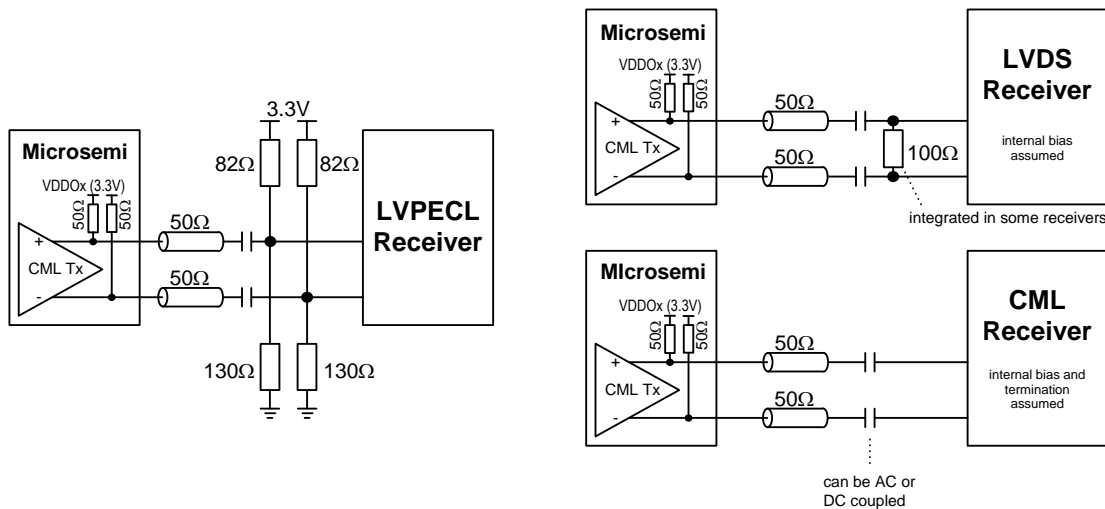 Microsemi
VDDOx (3.3V)
50Ω
50Ω
+
CML Tx
-
50Ω
50Ω
3.3V
82Ω
82Ω
130Ω
130Ω
LVPECL
Receiver
Microsemi
VDDOx (3.3V)
50Ω
50Ω
+
CML Tx
-
50Ω
50Ω
100Ω
LVDS
Receiver
internal bias
assumed
integrated in some receivers
MIcrosemi
VDDOx (3.3V)
50Ω
50Ω
+
CML Tx
-
50Ω
50Ω
CML
Receiver
internal bias and
termination
assumed
can be AC or
DC coupled